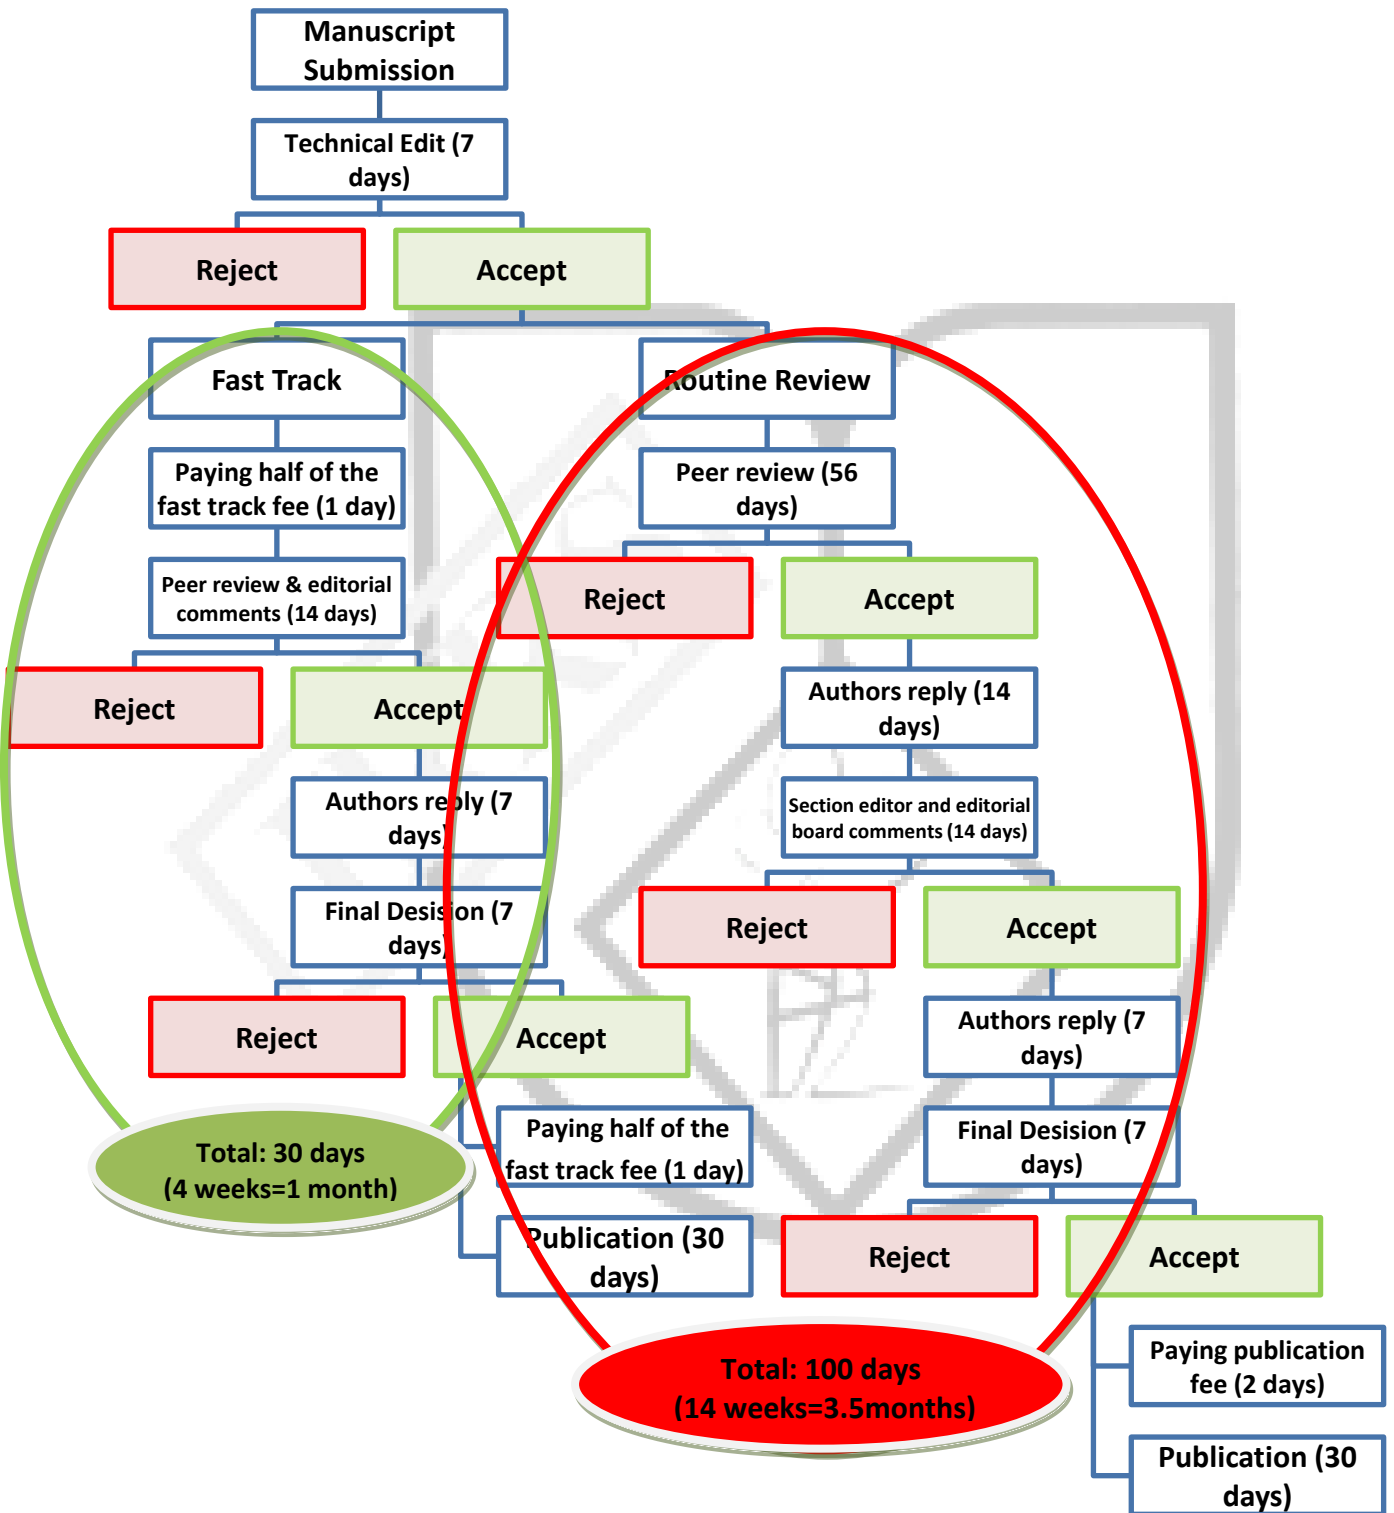 Manuscript
Submission
Technical Edit (7
days)
Reject
Accept
Fast Track
Routine Review
Paying half of the
fast track fee (1 day)
Peer review (56
days)
Peer review & editorial
comments (14 days)
Reject
Accept
Reject
Accept
Authors reply (14
days)
Authors reply (7
days)
Section editor and editorial
board comments (14 days)
Final Desision (7
days)
Reject
Accept
Reject
Accept
Authors reply (7
days)
Paying half of the
fast track fee (1 day)
Final Desision (7
days)
Total: 30 days
(4 weeks=1 month)
Publication (30
days)
Reject
Accept
Total: 100 days
(14 weeks=3.5months)
Paying publication
fee (2 days)
Publication (30
days)